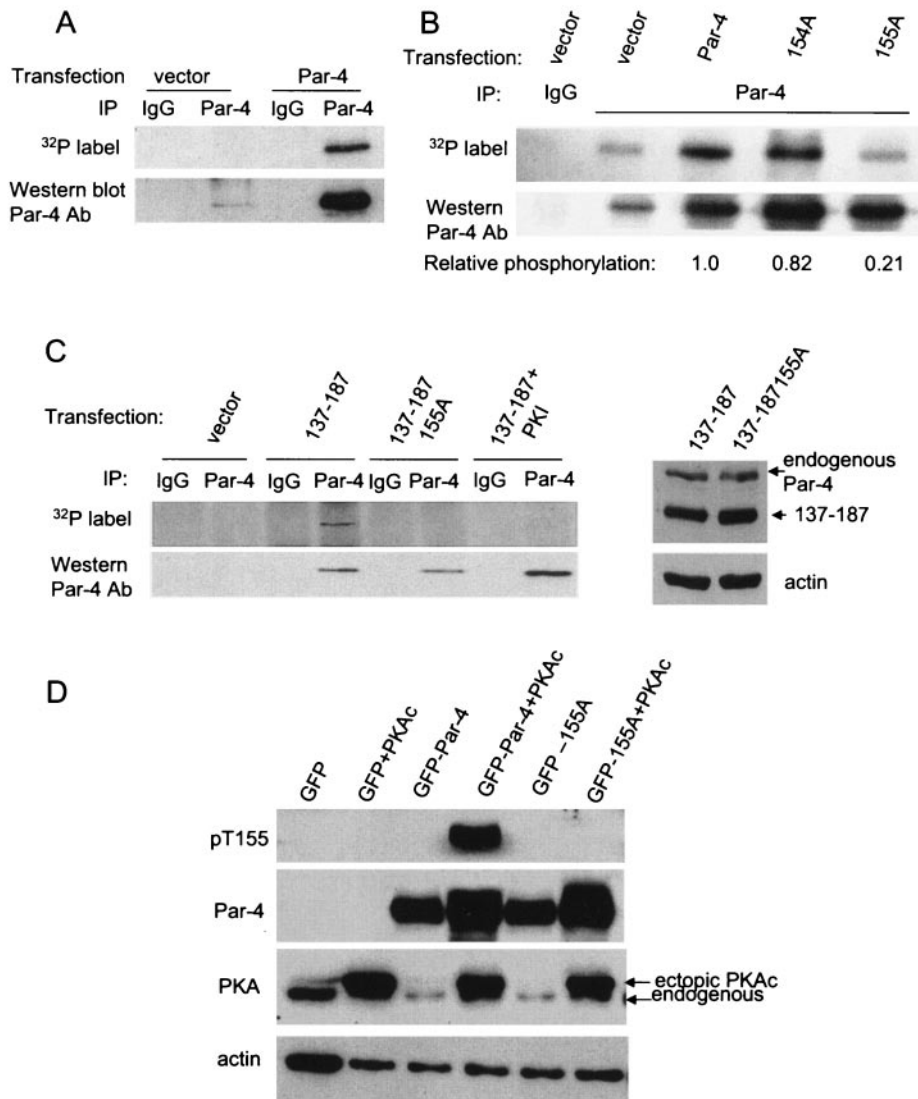 A
Transfection vector Par-4
IP IgG Par-4 IgG Par-4
32P label
Western blot
Par-4 Ab
B
Transfection: vector vector Par-4 154A 155A
IP: IgG Par-4
32P label
Western
Par-4 Ab
Relative phosphorylation: 1.0 0.82 0.21
C
Transfection: vector 137-187 137-187 155A 137-187+ PKI
IP: IgG Par-4 IgG Par-4 IgG Par-4 IgG Par-4
32P label
Western
Par-4 Ab
137-187 137-187155A
endogenous
Par-4
137-187
actin
D
GFP GFP+PKAc GFP-Par-4 GFP-Par-4+PKAc GFP–155A GFP-155A+PKAc
pT155
Par-4
PKA
ectopic PKAc
endogenous
actin